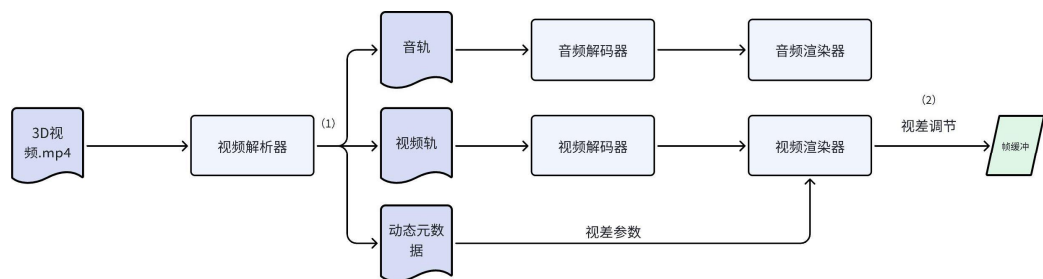 音轨
音频解码器
音频渲染器
3D视
频.mp4
视频解析器
(1)
视频轨
视频解码器
视频渲染器
(2)
视差调节
帧缓冲
动态元数
据
视差参数